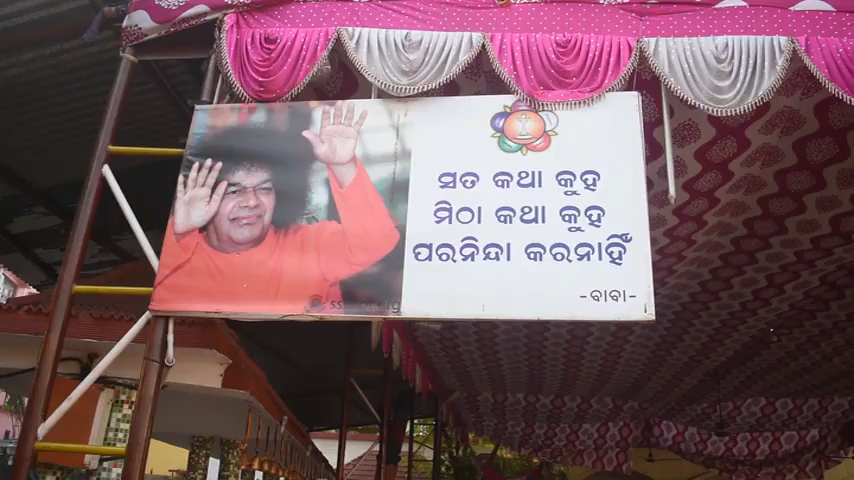 ସତ କଥା କୁହ
ମିଠା କଥା କୁହ
ପରନିନ୍ଦା କରନାହିଁ
-ବାବା-